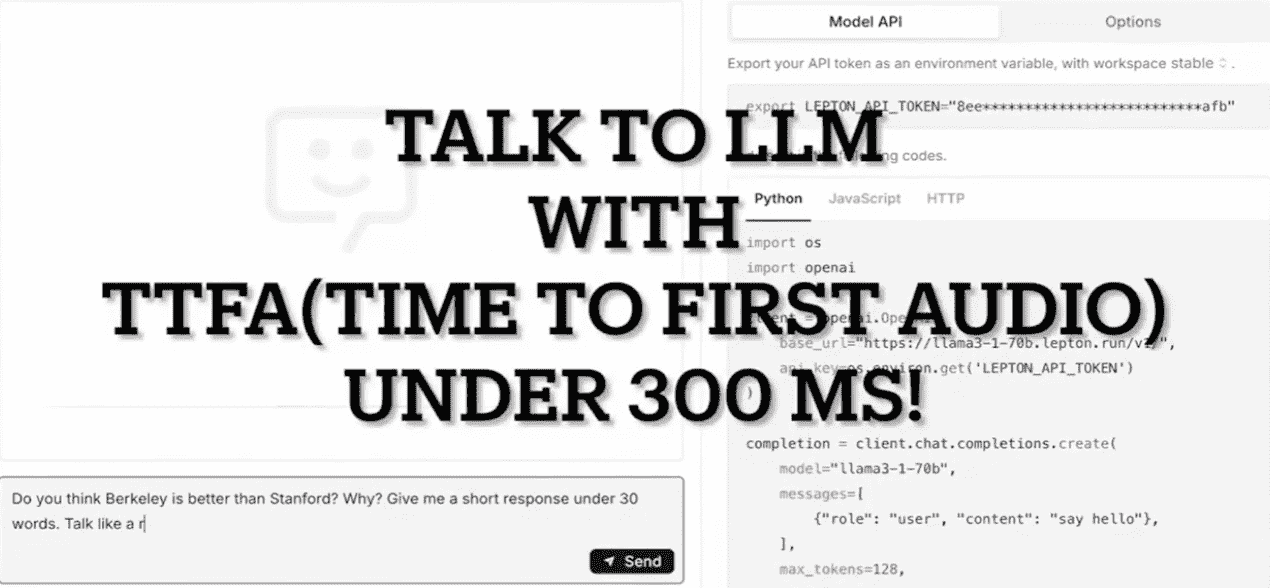 Model API
Options
Export your API token as an environment variable, with workspace stable
export LEPTON_API_TOKEN="8ee**************************afb"
TALK TO LLM
WITH
TTFA(TIME TO FIRST AUDIO)
UNDER 300 MS!
codes.
Python JavaScript HTTP
import os
import openai
base_url="https://llama3-1-70b.lepton.run/v1/",
environ.get('LEPTON_API_TOKEN')
)
completion = client.chat.completions.create(
model="llama3-1-70b",
messages=[
{"role": "user", "content": "say hello"},
],
max_tokens=128,
Do you think Berkeley is better than Stanford? Why? Give me a short response under 30
words. Talk like a r
Send